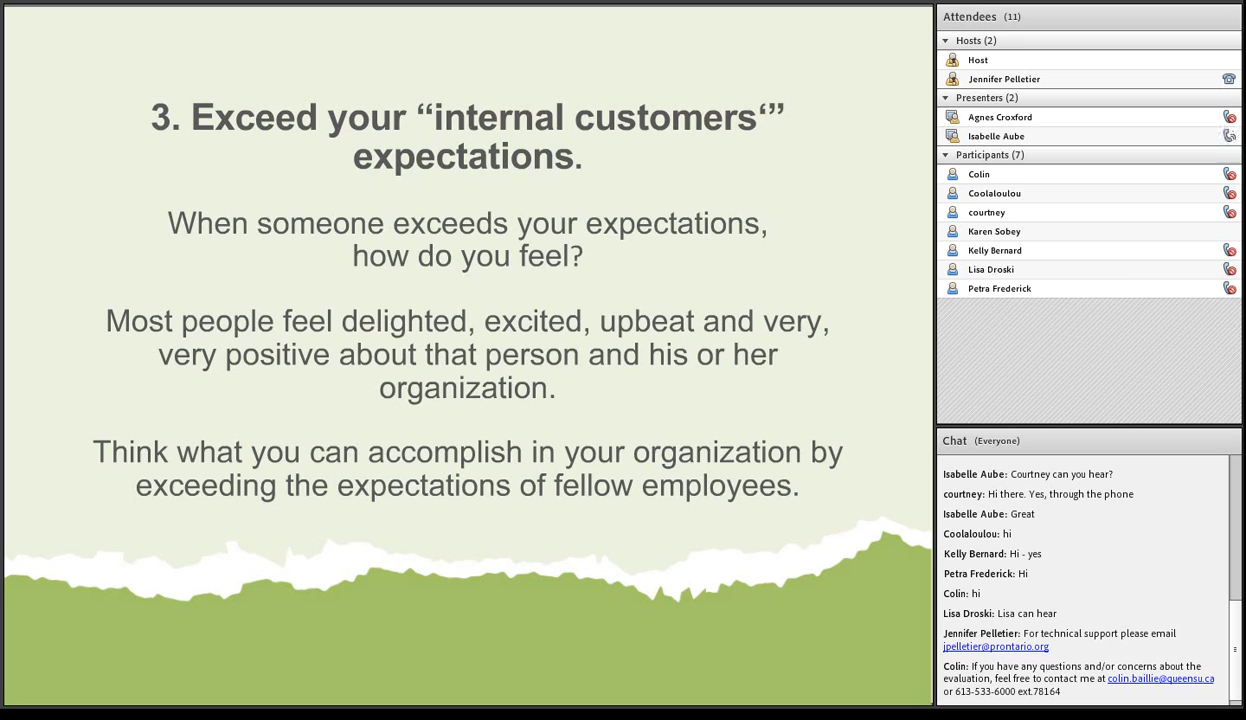 3. Exceed your “internal customers‘”
expectations.
When someone exceeds your expectations,
how do you feel?
Most people feel delighted, excited, upbeat and very,
very positive about that person and his or her
organization.
Think what you can accomplish in your organization by
exceeding the expectations of fellow employees.
Attendees (11)
Hosts (2)
Host
Jennifer Pelletier
Presenters (2)
Agnes Croxford
Isabelle Aube
Participants (7)
Colin
Coolaloulou
courtney
Karen Sobey
Kelly Bernard
Lisa Droski
Petra Frederick
Chat (Everyone)
Isabelle Aube: Courtney can you hear?
courtney: Hi there. Yes, through the phone
Isabelle Aube: Great
Coolaloulou: hi
Kelly Bernard: Hi - yes
Petra Frederick: Hi
Colin: hi
Lisa Droski: Lisa can hear
Jennifer Pelletier: For technical support please email
jpelletier@prontario.org
Colin: If you have any questions and/or concerns about the
evaluation, feel free to contact me at colin.baillie@queensu.ca
or 613-533-6000 ext.78164